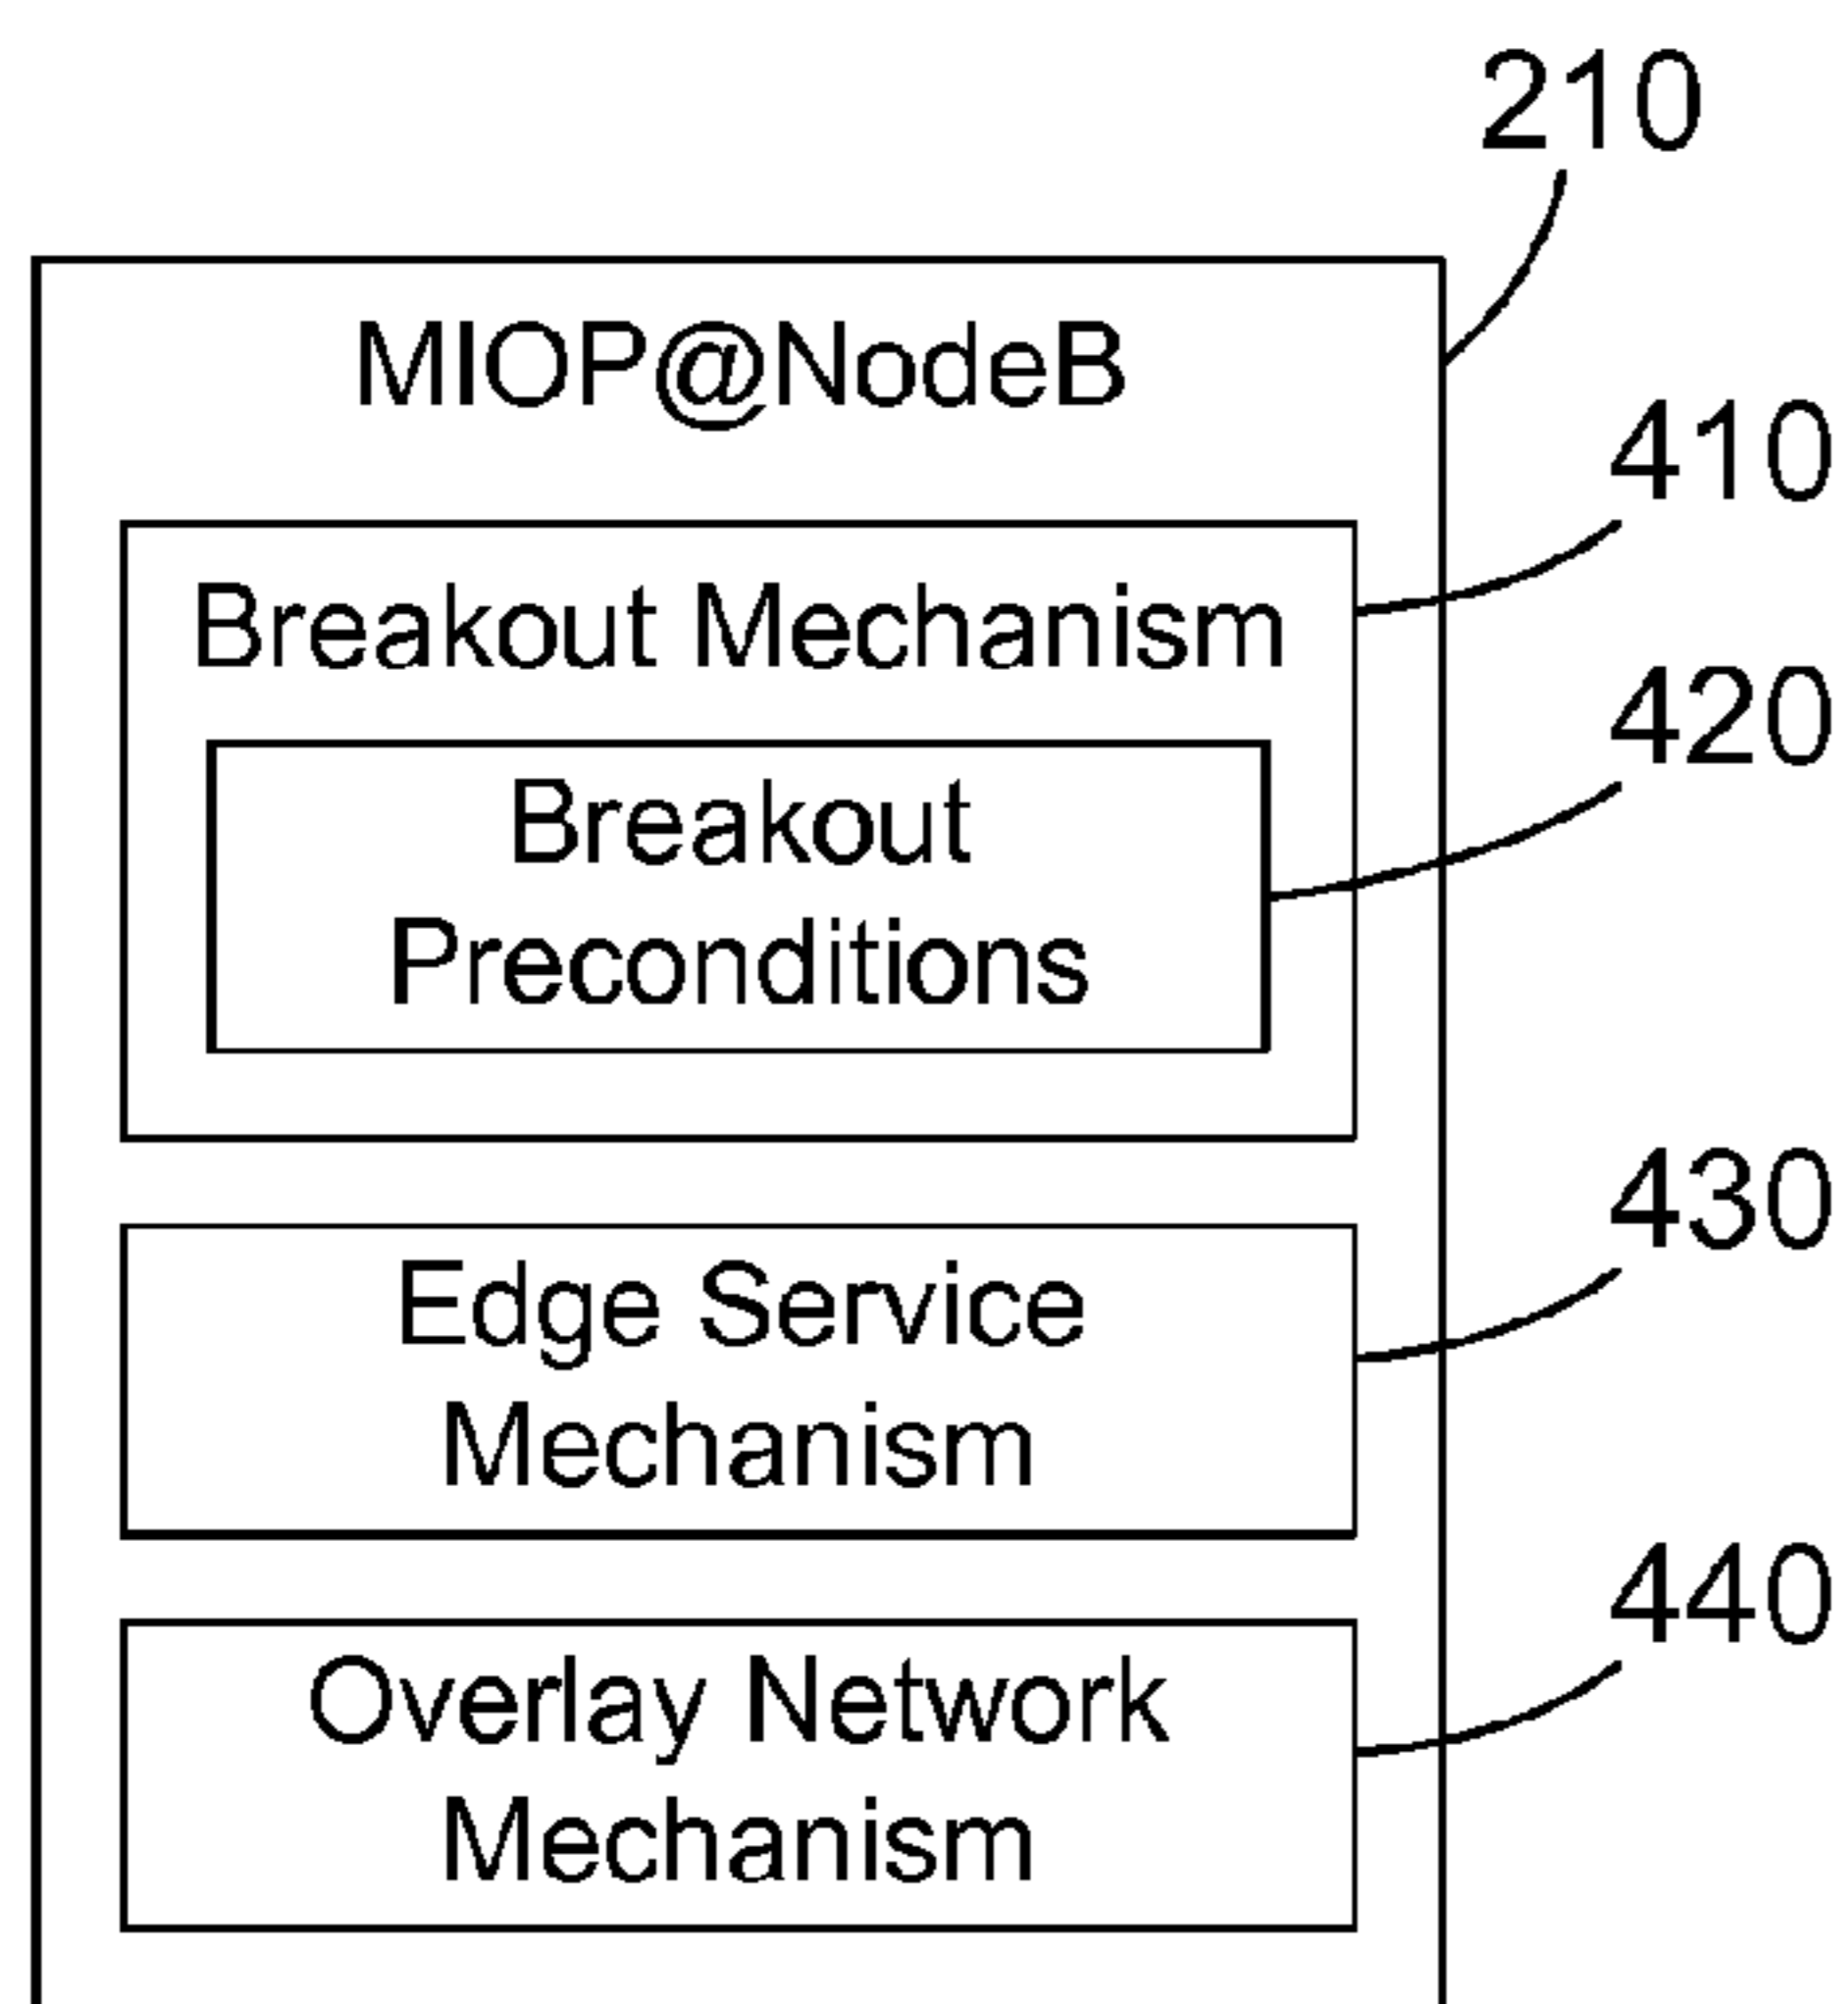 210
MIOP@NodeB
410
Breakout Mechanism
420
Breakout
Preconditions
430
Edge Service
Mechanism
440
Overlay Network
Mechanism